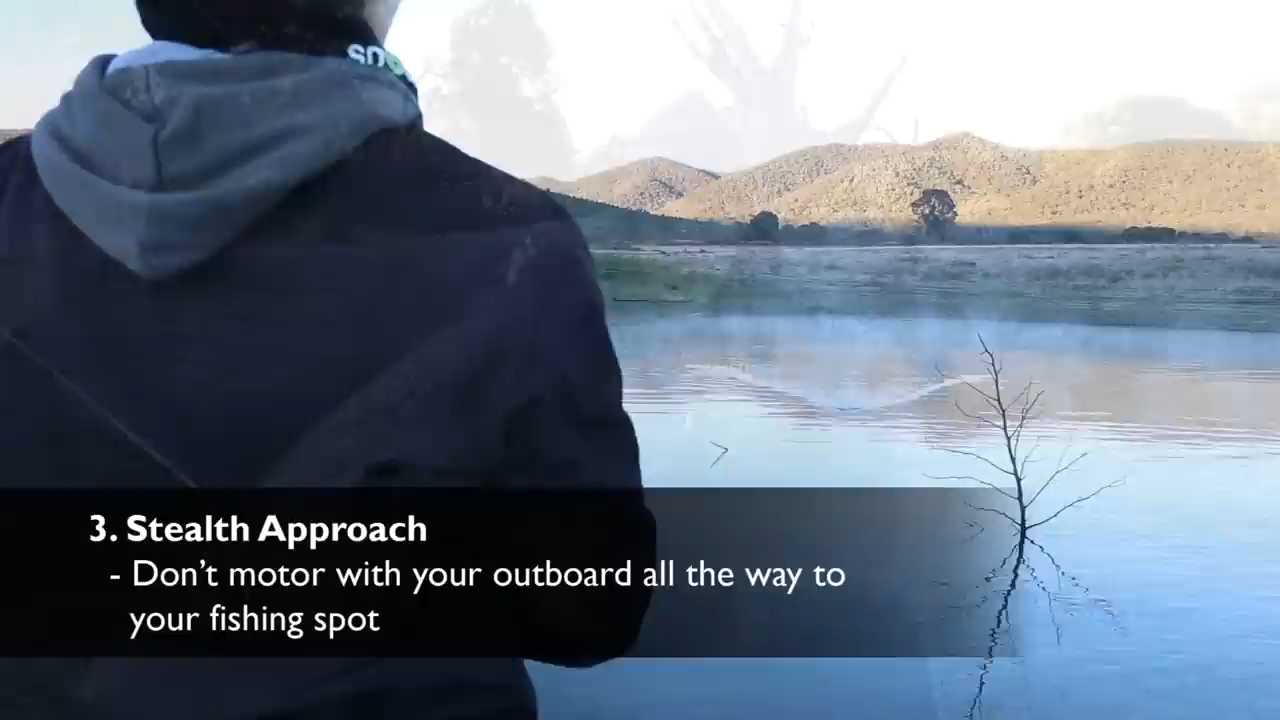 3. Stealth Approach
- Don't motor with your outboard all the way to
your fishing spot